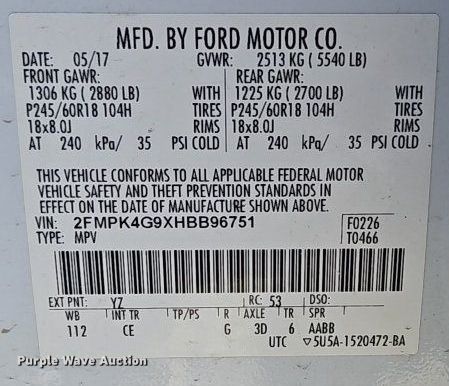 MFD. BY FORD MOTOR CO.
DATE: 05/17 GVWR: 2513 KG ( 5540 LB)
FRONT GAWR: REAR GAWR:
1306 KG ( 2880 LB) WITH 1225 KG ( 2700 LB) WITH
P245/60R18 104H TIRES P245/60R18 104H TIRES
18x8.0J RIMS 18x8.0J RIMS
AT 240 kPa/ 35 PSI COLD AT 240 kPa/ 35 PSI COLD
THIS VEHICLE CONFORMS TO ALL APPLICABLE FEDERAL MOTOR
VEHICLE SAFETY AND THEFT PREVENTION STANDARDS IN
EFFECT ON THE DATE OF MANUFACTURE SHOWN ABOVE.
VIN: 2FMPK4G9XHBB96751 F0226
TYPE: MPV T0466
EXT PNT: YZ RC: 53 DSO:
WB INT TR TP/PS R AXLE TR SPR
112 CE G 3D 6 AABB
UTC ▽5U5A-1520472-BA
Purple Wave Auction